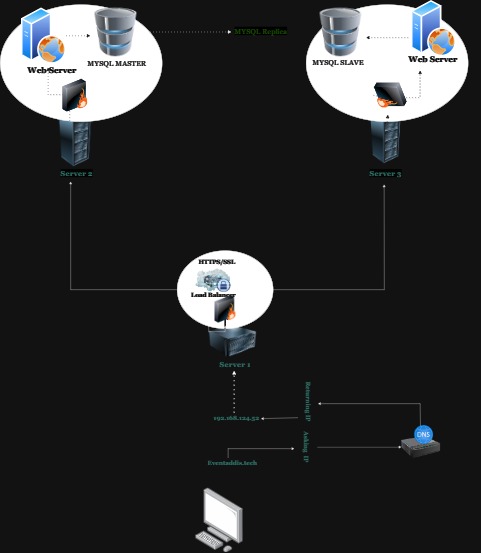 MYSQL Replica
Web Server
MYSQL MASTER
MYSQL SLAVE
Web Server
Server 2
Server 3
HTTPS/SSL
Load Balancer
Server 1
Returning IP
192.168.124.52
DNS
Asking IP
Eventaddis.tech